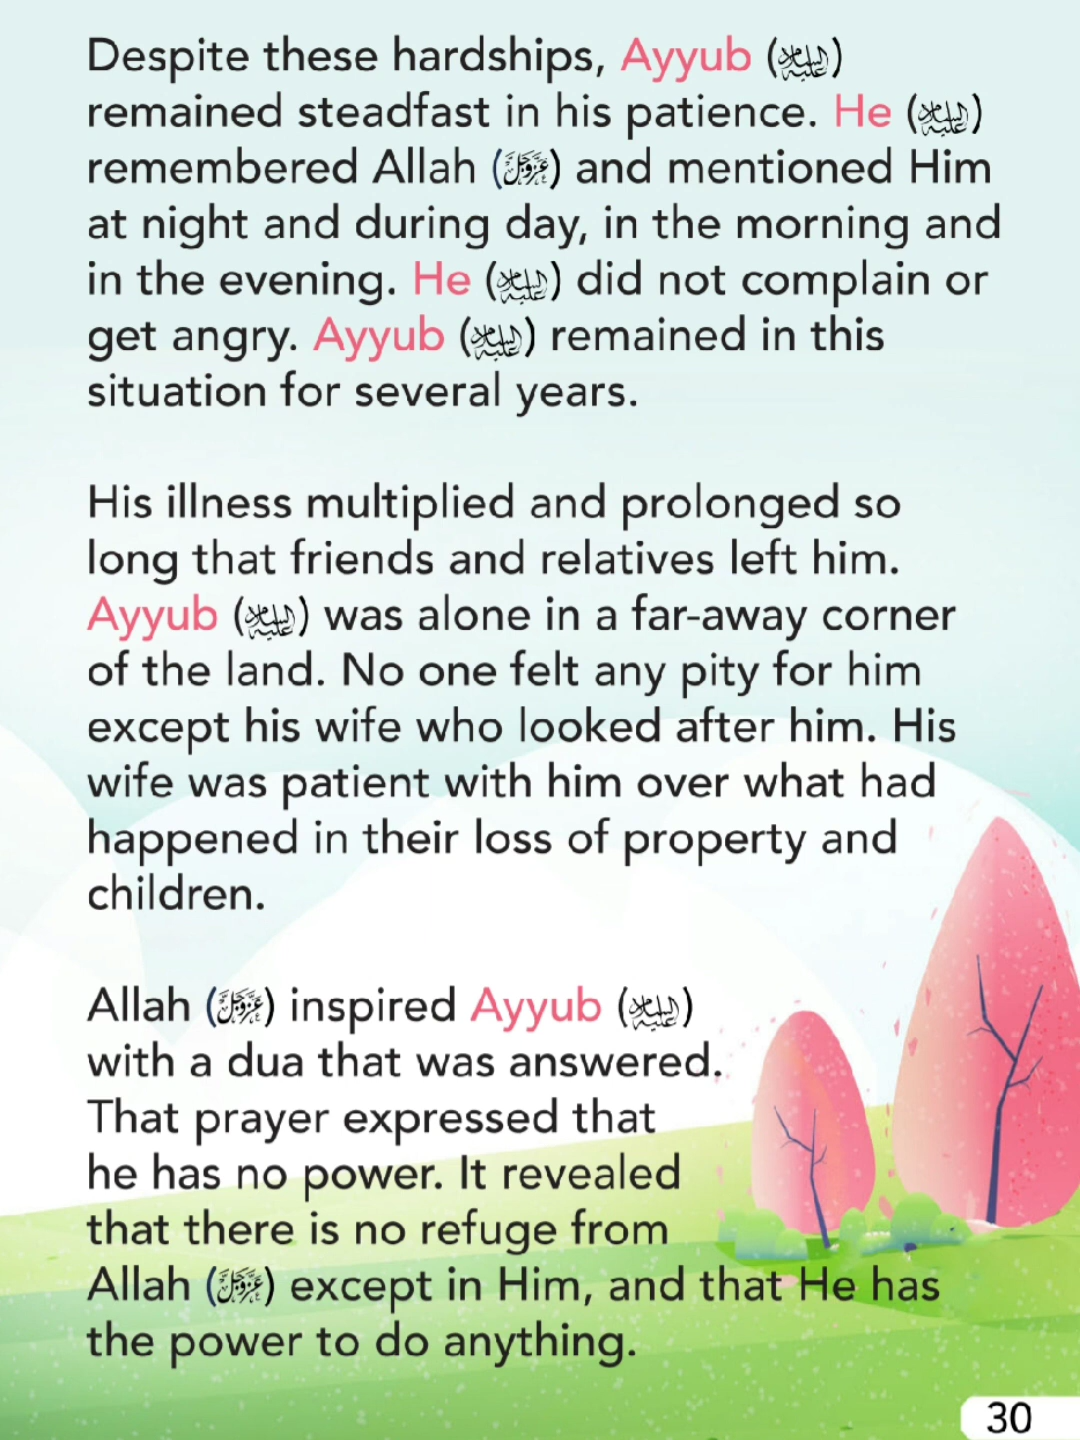 Despite these hardships, Ayyub (عليه السلام)
remained steadfast in his patience. He (عليه السلام)
remembered Allah (عَزَّوَجَلَّ) and mentioned Him
at night and during day, in the morning and
in the evening. He (عليه السلام) did not complain or
get angry. Ayyub (عليه السلام) remained in this
situation for several years.
His illness multiplied and prolonged so
long that friends and relatives left him.
Ayyub (عليه السلام) was alone in a far-away corner
of the land. No one felt any pity for him
except his wife who looked after him. His
wife was patient with him over what had
happened in their loss of property and
children.
Allah (عَزَّوَجَلَّ) inspired Ayyub (عليه السلام)
with a dua that was answered.
That prayer expressed that
he has no power. It revealed
that there is no refuge from
Allah (عَزَّوَجَلَّ) except in Him, and that He has
the power to do anything.
30